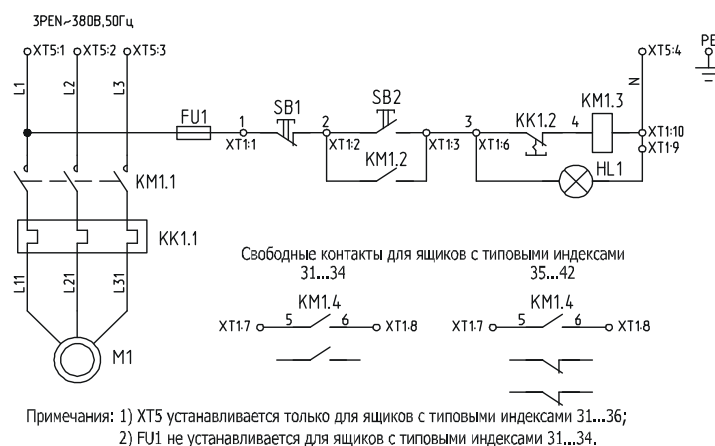 3PEN~380В,50Гц
XT5:1 XT5:2 XT5:3 XT5:4 PE
L1 L2 L3 N
FU1 1 SB1 2 SB2 3 KK1.2 4 KM1.3
XT1:1 XT1:2 XT1:3 XT1:6 XT1:10
KM1.2 XT1:9
HL1
KM1.1
KK1.1
L11 L21 L31
M1
Свободные контакты для ящиков с типовыми индексами
31...34 35...42
KM1.4 KM1.4
XT1:7 5 6 XT1:8 XT1:7 5 6 XT1:8
Примечания: 1) XT5 устанавливается только для ящиков с типовыми индексами 31...36;
2) FU1 не устанавливается для ящиков с типовыми индексами 31...34.